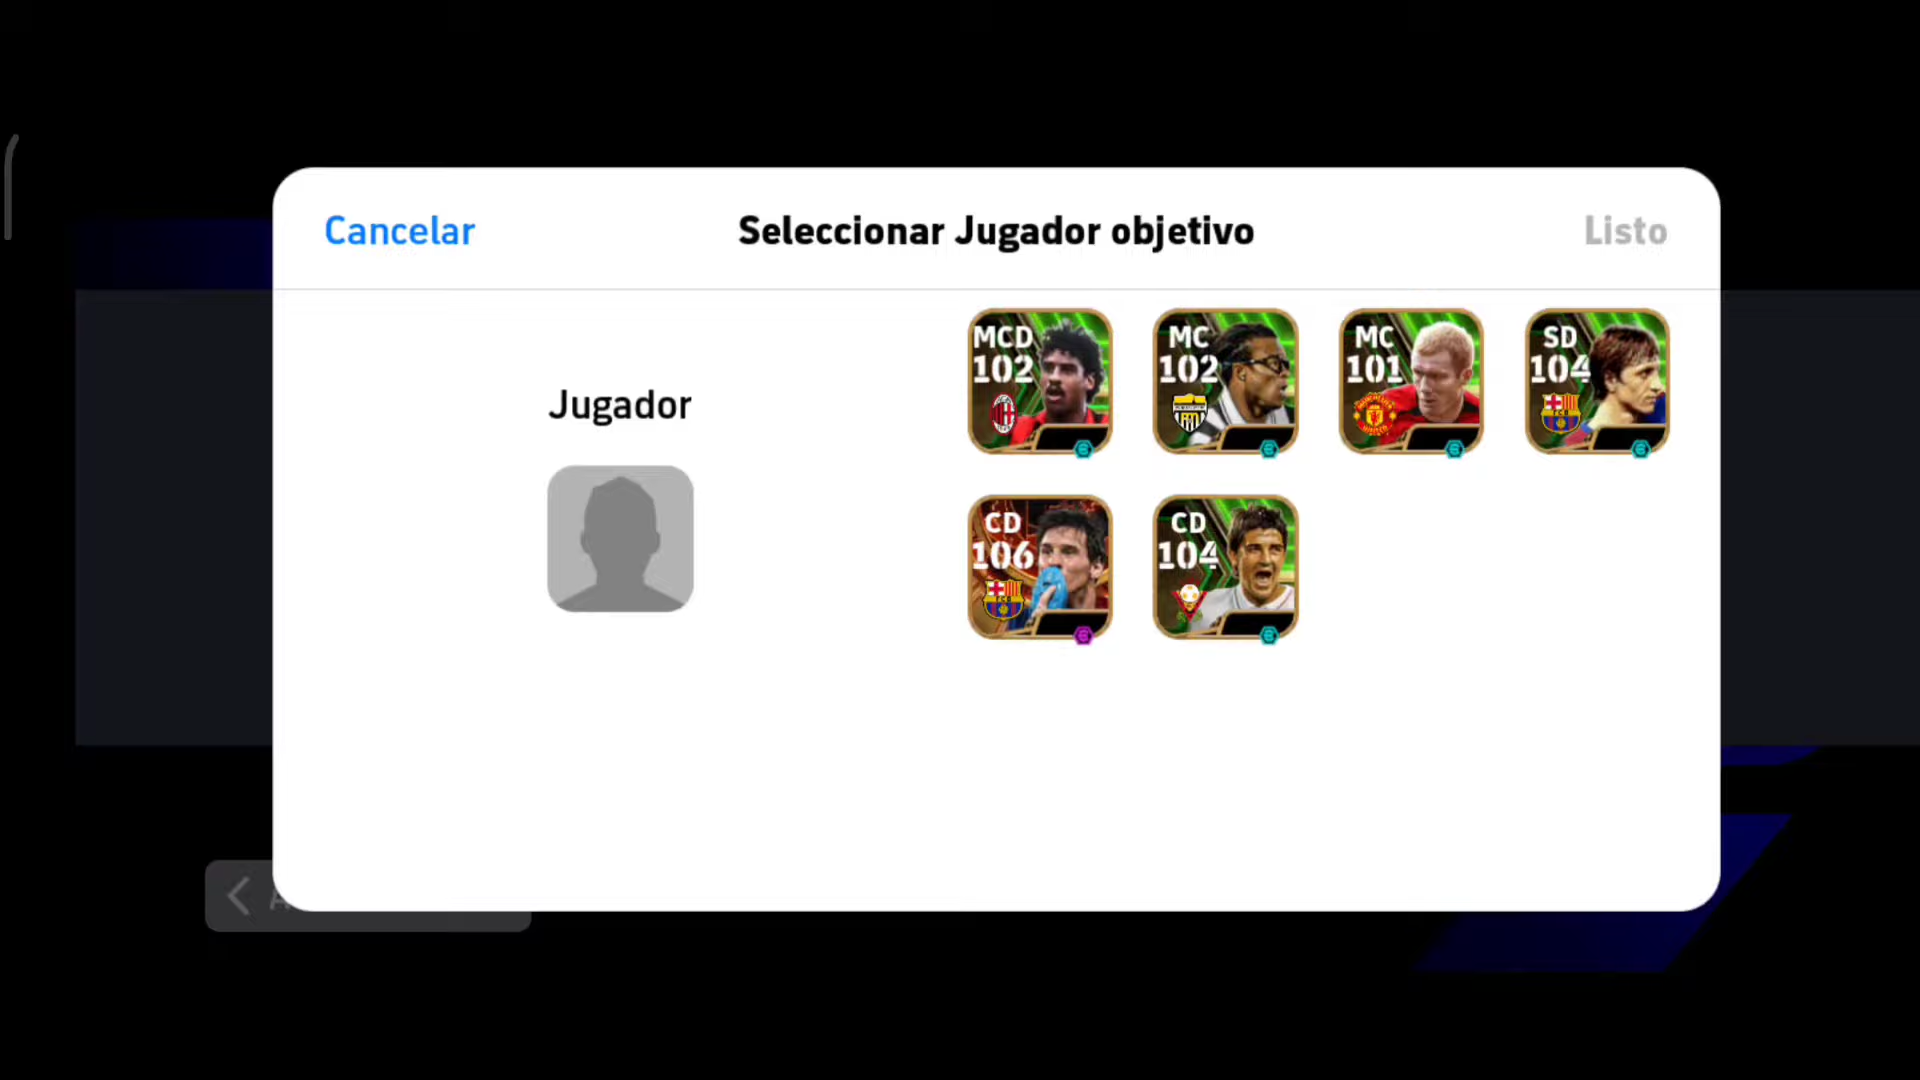 Cancelar
Seleccionar Jugador objetivo
Listo
Jugador
MCD
102
MC
102
MC
101
SD
104
CD
106
CD
104